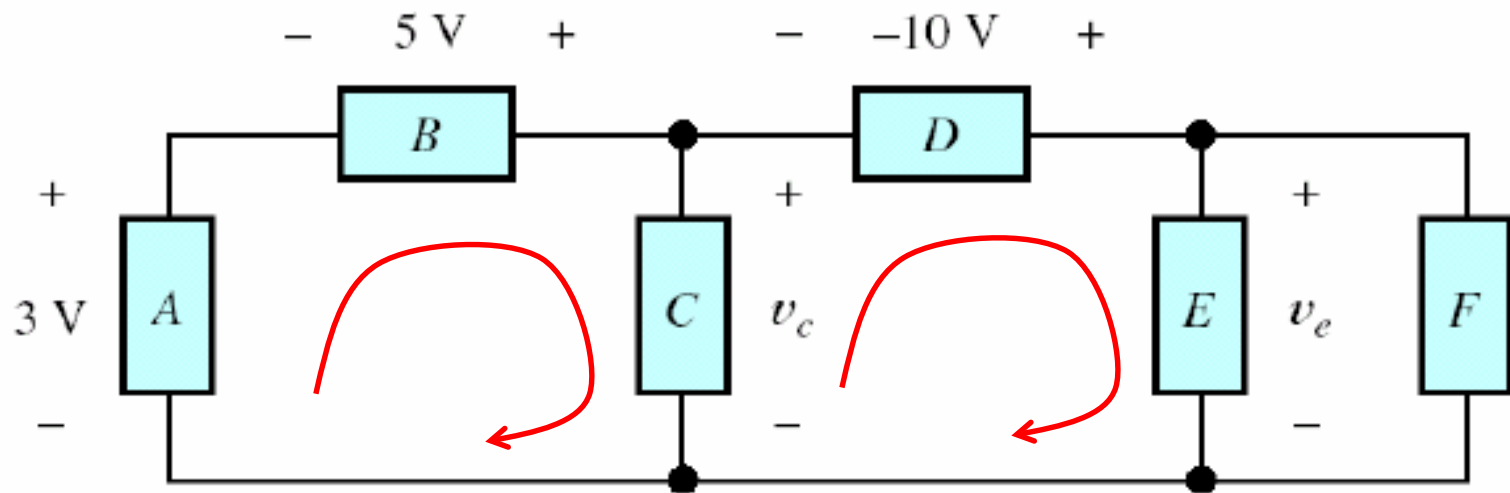 – 5 V + – –10 V +
B D
+ + +
3 V A C v_c E v_e F
– – –